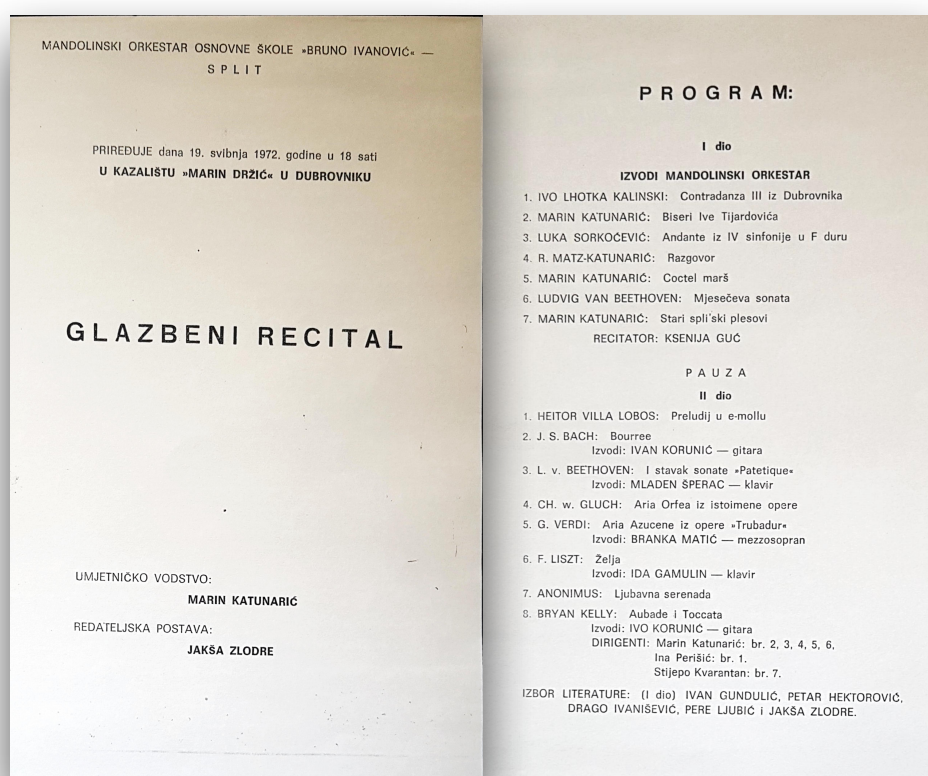 MANDOLINSKI ORKESTAR OSNOVNE ŠKOLE »BRUNO IVANOVIĆ« —
SPLIT
PRIREĐUJE dana 19. svibnja 1972. godine u 18 sati
U KAZALIŠTU »MARIN DRŽIĆ« U DUBROVNIKU
GLAZBENI RECITAL
UMJETNIČKO VODSTVO:
MARIN KATUNARIĆ
REDATELJSKA POSTAVA:
JAKŠA ZLODRE
PROGRAM:
I dio
IZVODI MANDOLINSKI ORKESTAR
1. IVO LHOTKA KALINSKI: Contradanza III iz Dubrovnika
2. MARIN KATUNARIĆ: Biseri Ive Tijardovića
3. LUKA SORKOČEVIĆ: Andante iz IV sinfonije u F duru
4. R. MATZ-KATUNARIĆ: Razgovor
5. MARIN KATUNARIĆ: Coctel marš
6. LUDVIG VAN BEETHOVEN: Mjesečeva sonata
7. MARIN KATUNARIĆ: Stari spli'ski plesovi
RECITATOR: KSENIJA GUĆ
PAUZA
II dio
1. HEITOR VILLA LOBOS: Preludij u e-mollu
2. J. S. BACH: Bourree
Izvodi: IVAN KORUNIĆ — gitara
3. L. v. BEETHOVEN: I stavak sonate »Patetique«
Izvodi: MLADEN ŠPERAC — klavir
4. CH. w. GLUCH: Aria Orfea iz istoimene opere
5. G. VERDI: Aria Azucene iz opere »Trubadur«
Izvodi: BRANKA MATIĆ — mezzosopran
6. F. LISZT: Želja
Izvodi: IDA GAMULIN — klavir
7. ANONIMUS: Ljubavna serenada
8. BRYAN KELLY: Aubade i Toccata
Izvodi: IVO KORUNIĆ — gitara
DIRIGENTI: Marin Katunarić: br. 2, 3, 4, 5, 6,
Ina Perišić: br. 1.
Stijepo Kvarantan: br. 7.
IZBOR LITERATURE: (I dio) IVAN GUNDULIĆ, PETAR HEKTOROVIĆ,
DRAGO IVANIŠEVIĆ, PERE LJUBIĆ i JAKŠA ZLODRE.